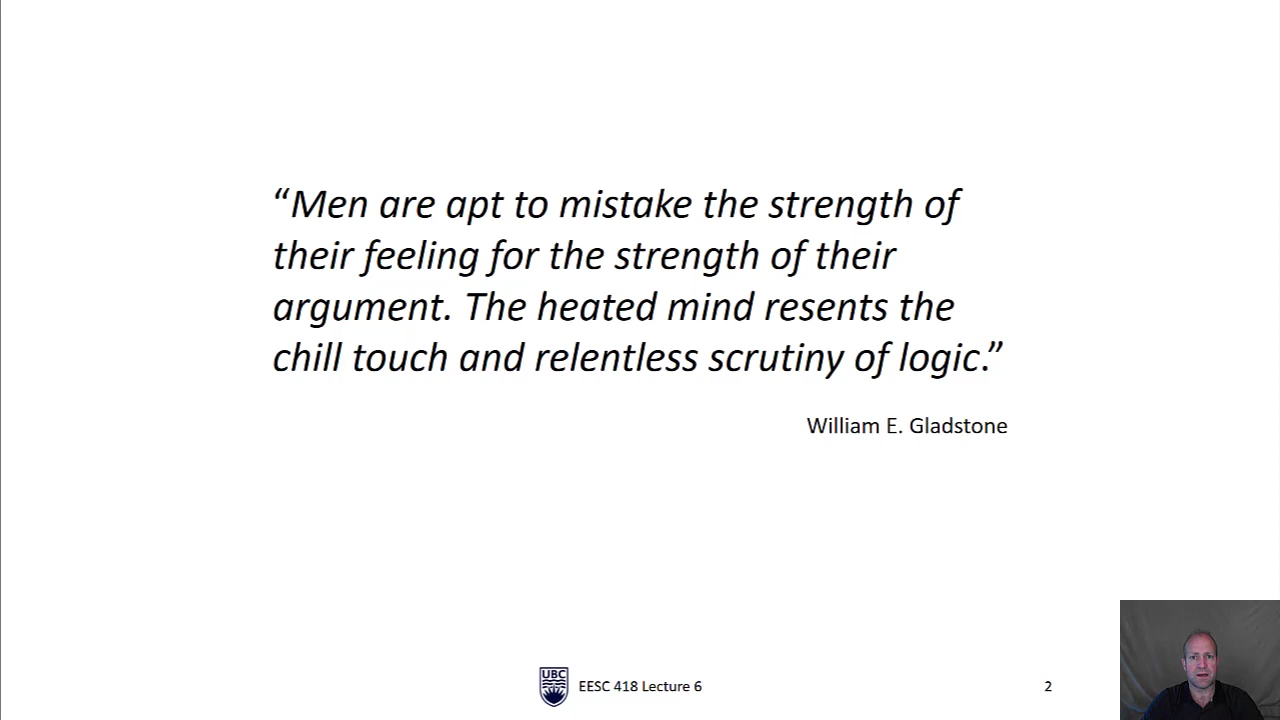 “Men are apt to mistake the strength of
their feeling for the strength of their
argument. The heated mind resents the
chill touch and relentless scrutiny of logic.”
William E. Gladstone
UBC
EESC 418 Lecture 6
2